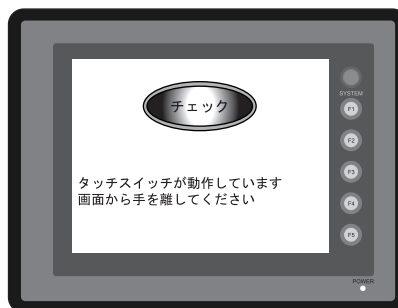 チェック
SYSTEM
F1
F2
タッチスイッチが動作しています
画面から手を離してください
F3
F4
F5
POWER